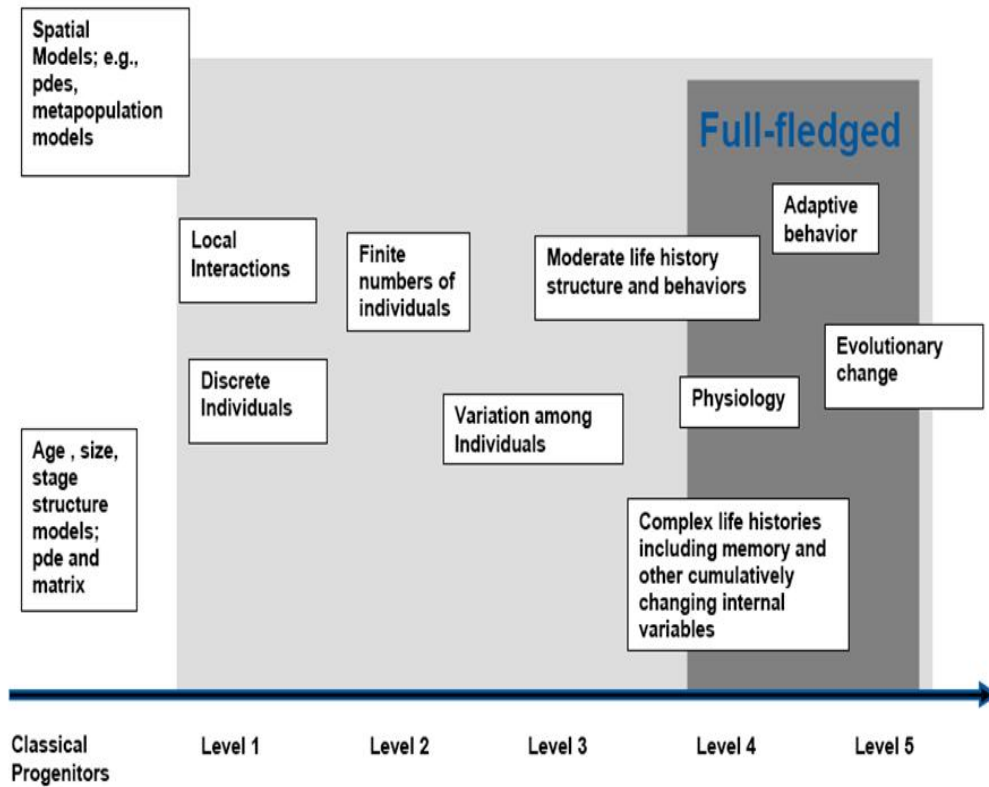 Spatial
Models; e.g.,
pdes,
metapopulation
models
Full-fledged
Adaptive
behavior
Local
Interactions
Finite
numbers of
individuals
Moderate life history
structure and behaviors
Evolutionary
change
Discrete
Individuals
Physiology
Variation among
Individuals
Age , size,
stage
structure
models;
pde and
matrix
Complex life histories
including memory and
other cumulatively
changing internal
variables
Classical
Progenitors
Level 1
Level 2
Level 3
Level 4
Level 5